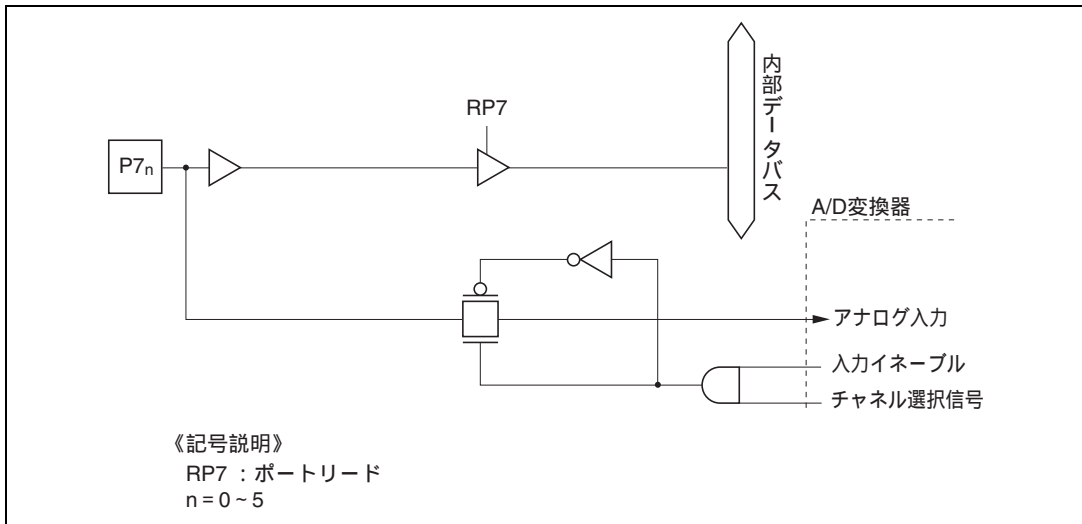 RP7
P7n
内部データバス
A/D変換器
アナログ入力
入力イネーブル
チャネル選択信号
《記号説明》
RP7 : ポートリード
n = 0 ~ 5